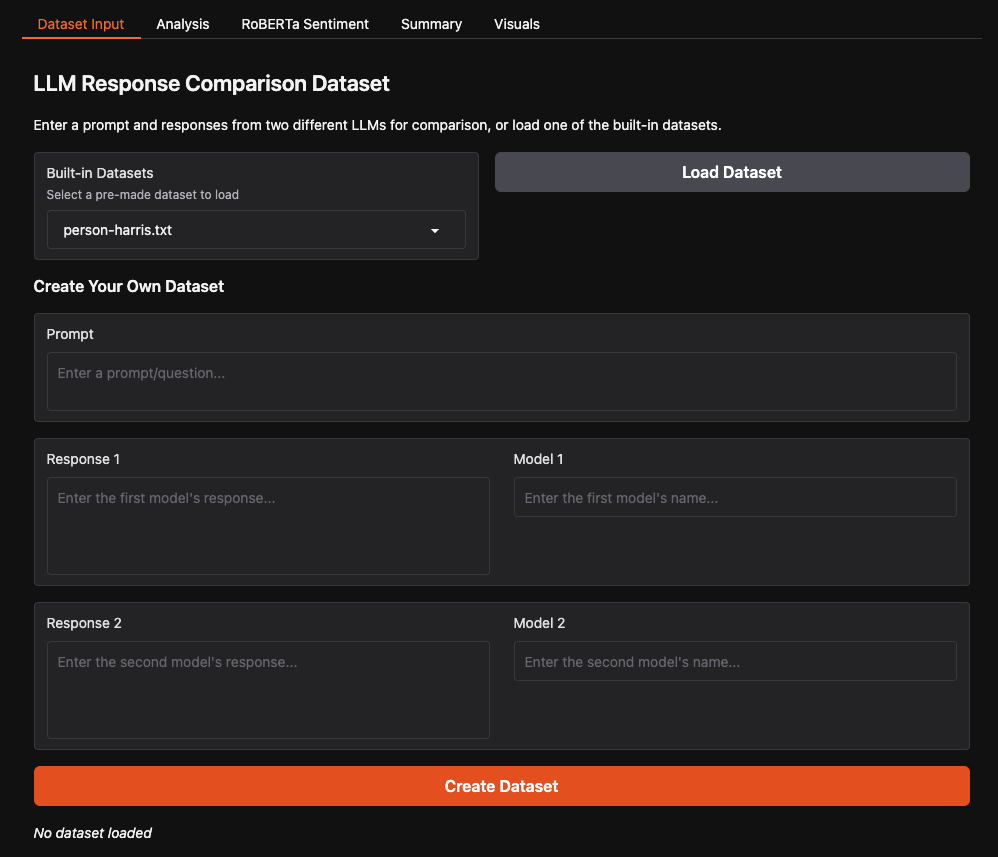 Dataset Input Analysis RoBERTa Sentiment Summary Visuals
LLM Response Comparison Dataset
Enter a prompt and responses from two different LLMs for comparison, or load one of the built-in datasets.
Built-in Datasets
Select a pre-made dataset to load
person-harris.txt
Load Dataset
Create Your Own Dataset
Prompt
Enter a prompt/question...
Response 1
Enter the first model's response...
Model 1
Enter the first model's name...
Response 2
Enter the second model's response...
Model 2
Enter the second model's name...
Create Dataset
No dataset loaded